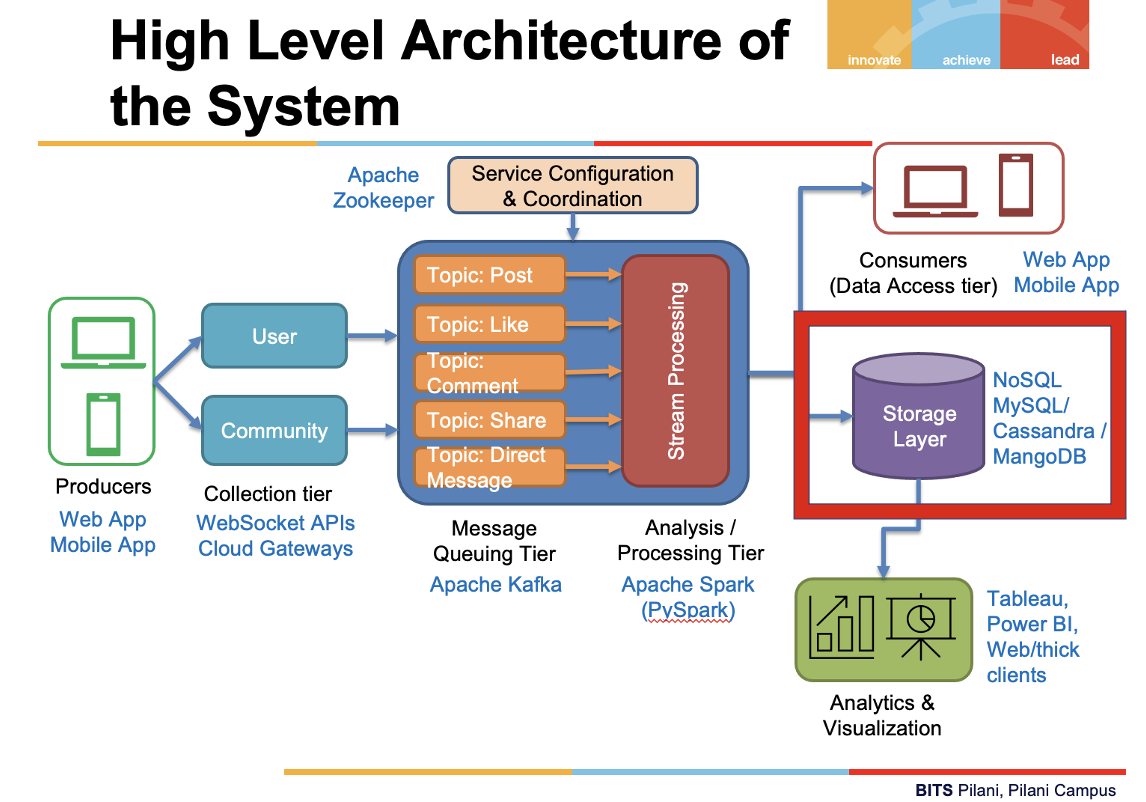 High Level Architecture of
the System
innovate
achieve
lead
Apache
Zookeeper
Service Configuration
& Coordination
Topic: Post
Topic: Like
Topic:
Comment
Topic: Share
Topic: Direct
Message
Stream Processing
User
Community
Producers
Web App
Mobile App
Collection tier
WebSocket APIs
Cloud Gateways
Message
Queuing Tier
Apache Kafka
Analysis /
Processing Tier
Apache Spark
(PySpark)
Consumers
(Data Access tier)
Web App
Mobile App
Storage
Layer
NoSQL
MySQL/
Cassandra /
MangoDB
Tableau,
Power BI,
Web/thick
clients
Analytics &
Visualization
BITS Pilani, Pilani Campus